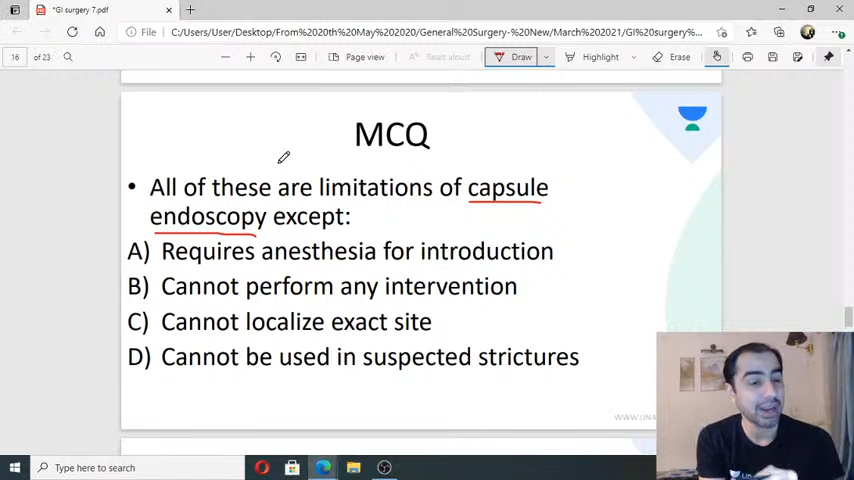 *GI surgery 7.pdf
File
C:/Users/User/Desktop/From%2020th%20May%202020/General%20Surgery-%20New/March%202021/GI%20surgery%...
16 of 23
Page view
Read aloud
Draw
Highlight
Erase
MCQ
• All of these are limitations of capsule
endoscopy except:
A) Requires anesthesia for introduction
B) Cannot perform any intervention
C) Cannot localize exact site
D) Cannot be used in suspected strictures
Type here to search